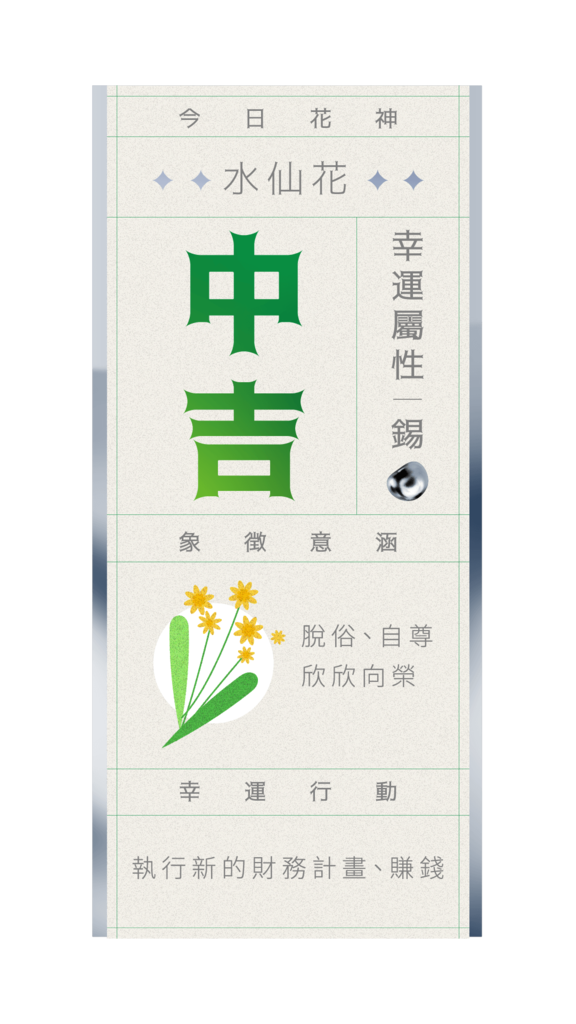 今日花神
水仙花
中吉
幸運屬性｜錫
象徵意涵
脫俗、自尊
欣欣向榮
幸運行動
執行新的財務計畫、賺錢